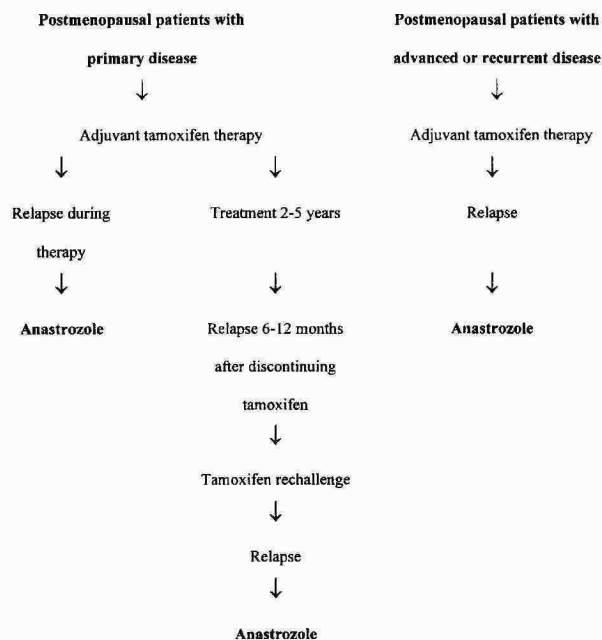 Postmenopausal patients with
primary disease
↓
Adjuvant tamoxifen therapy
↓ ↓
Relapse during
therapy
↓
Anastrozole
Treatment 2-5 years
↓
Relapse 6-12 months
after discontinuing
tamoxifen
↓
Tamoxifen rechallenge
↓
Relapse
↓
Anastrozole
Postmenopausal patients with
advanced or recurrent disease
↓
Adjuvant tamoxifen therapy
↓
Relapse
↓
Anastrozole